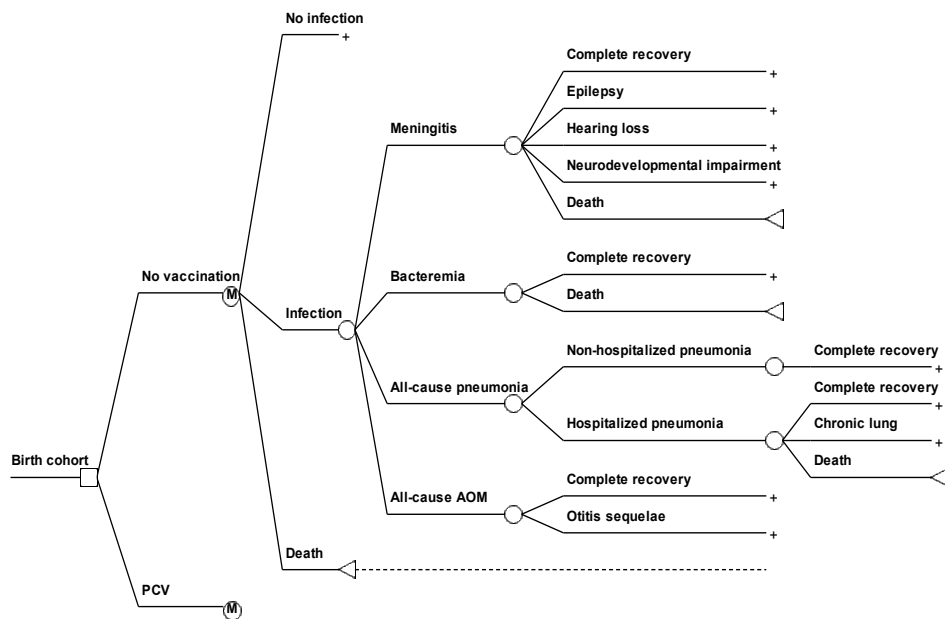 No infection
+
Complete recovery
+
Epilepsy
+
Meningitis
Hearing loss
+
Neurodevelopmental impairment
+
Death
No vaccination
M
Bacteremia
Complete recovery
+
Death
Infection
All-cause pneumonia
Non-hospitalized pneumonia
Complete recovery
+
Hospitalized pneumonia
Complete recovery
+
Chronic lung
+
Death
Birth cohort
All-cause AOM
Complete recovery
+
Otitis sequelae
+
Death
PCV
M